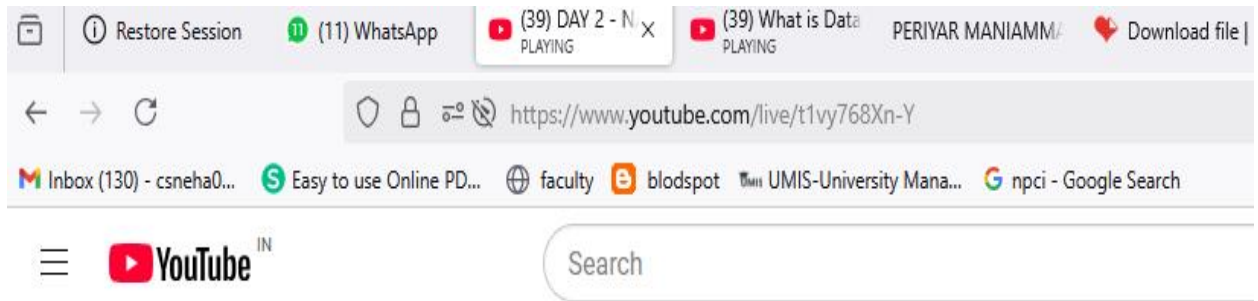 Restore Session (11) WhatsApp (39) DAY 2 - N (39) What is Data PERIYAR MANIAMMA Download file |
PLAYING PLAYING
https://www.youtube.com/live/t1vy768Xn-Y
Inbox (130) - csneha0... Easy to use Online PD... faculty blodspot UMIS-University Mana... npci - Google Search
YouTube IN Search